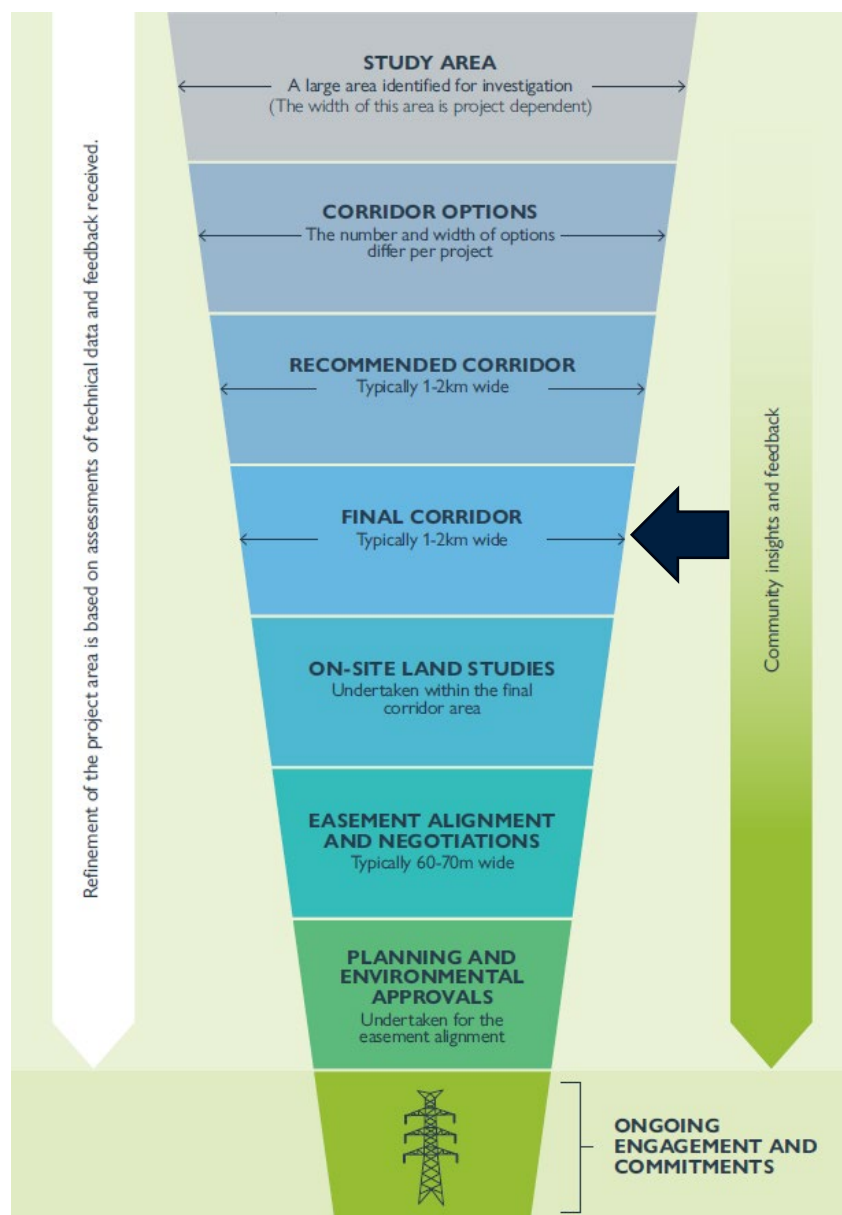 STUDY AREA
A large area identified for investigation
(The width of this area is project dependent)
CORRIDOR OPTIONS
The number and width of options
differ per project
RECOMMENDED CORRIDOR
Typically 1-2km wide
FINAL CORRIDOR
Typically 1-2km wide
ON-SITE LAND STUDIES
Undertaken within the final
corridor area
EASEMENT ALIGNMENT
AND NEGOTIATIONS
Typically 60-70m wide
PLANNING AND
ENVIRONMENTAL
APPROVALS
Undertaken for the
easement alignment
ONGOING
ENGAGEMENT AND
COMMITMENTS
Refinement of the project area is based on assessments of technical data and feedback received.
Community insights and feedback